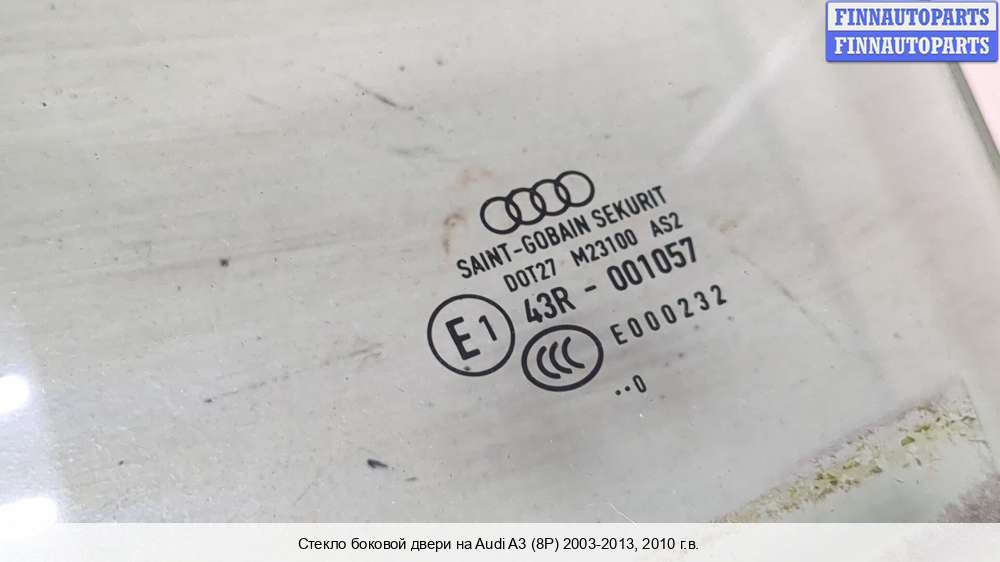 FINNAUTOPARTS
FINNAUTOPARTS
SAINT-GOBAIN SEKURIT
DOT27 M23100 AS2
43R - 001057
E1
CCC
E000232
..0
Стекло боковой двери на Audi A3 (8P) 2003-2013, 2010 г.в.